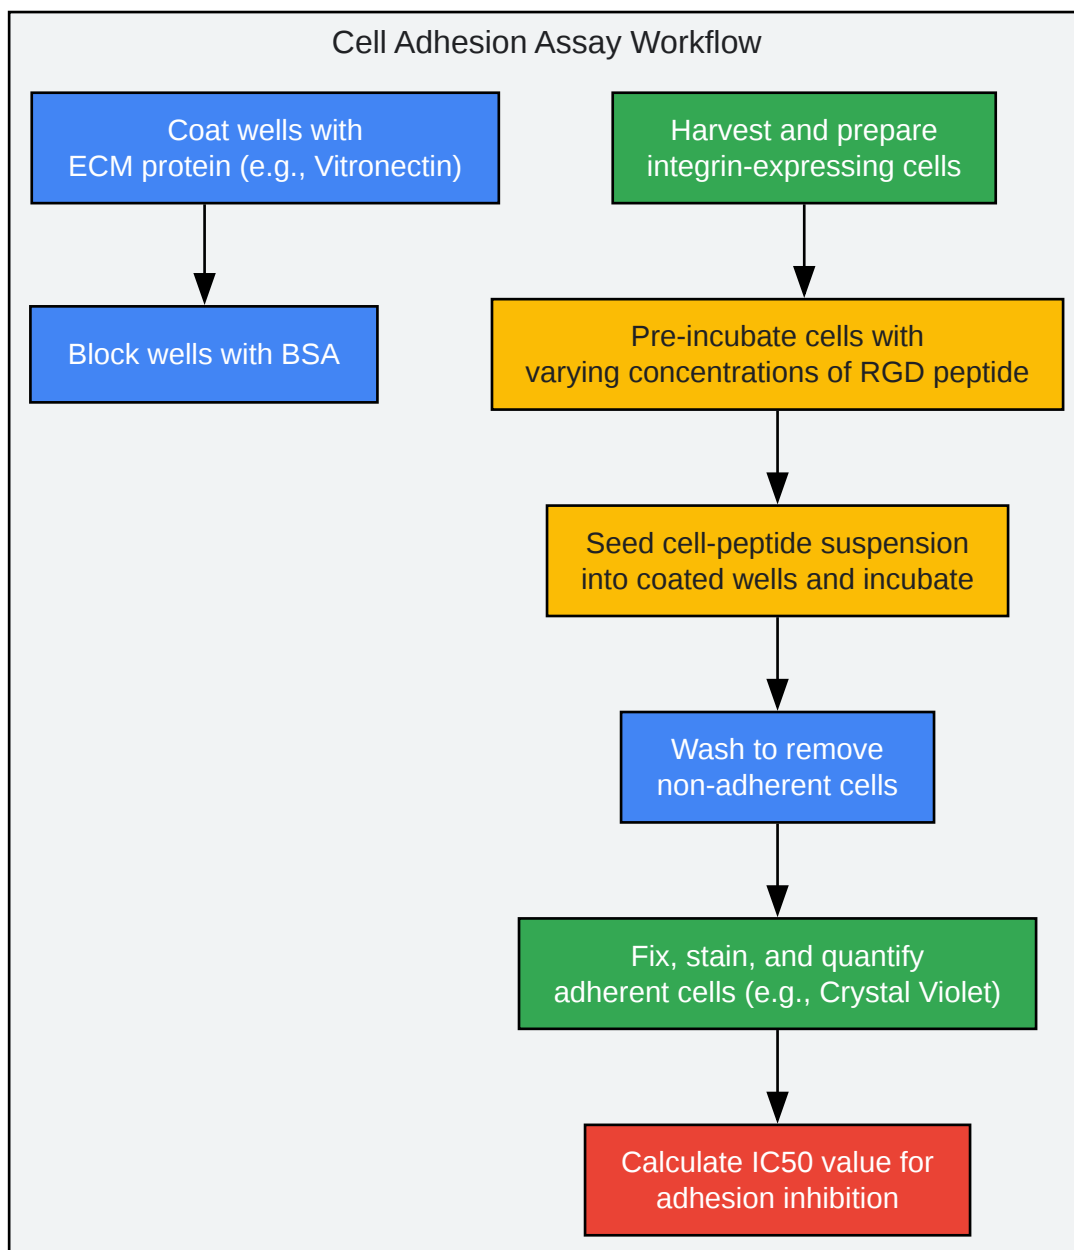 Cell Adhesion Assay Workflow
Coat wells with
ECM protein (e.g., Vitronectin)
Block wells with BSA
Harvest and prepare
integrin-expressing cells
Pre-incubate cells with
varying concentrations of RGD peptide
Seed cell-peptide suspension
into coated wells and incubate
Wash to remove
non-adherent cells
Fix, stain, and quantify
adherent cells (e.g., Crystal Violet)
Calculate IC50 value for
adhesion inhibition